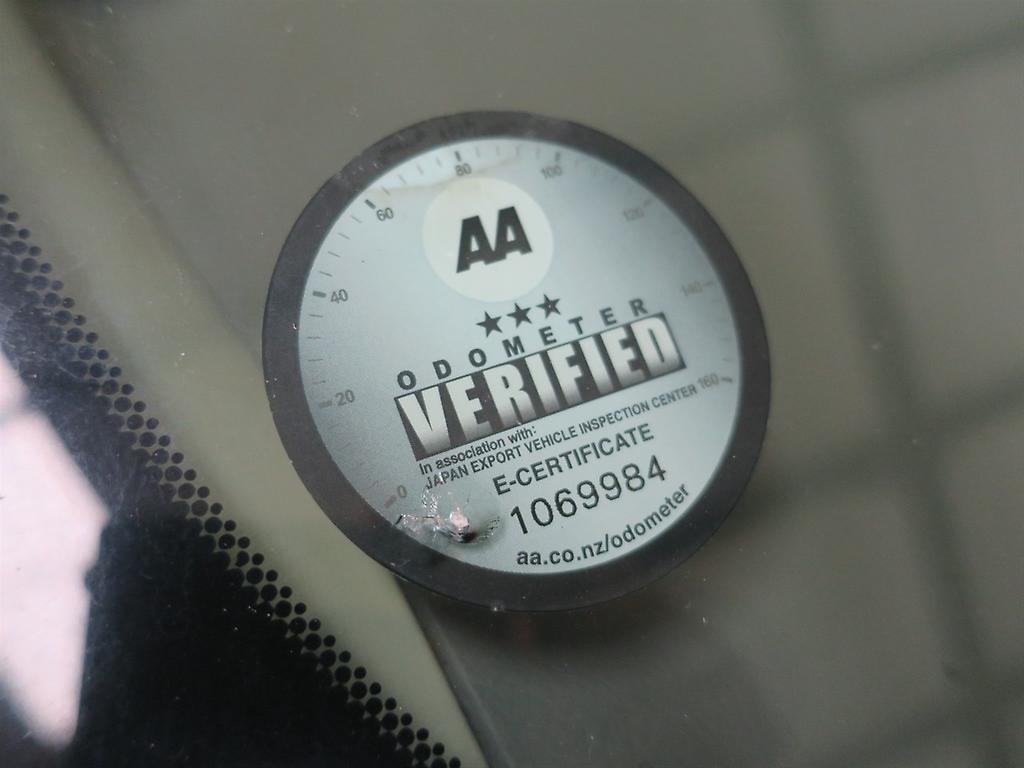 80
100
60
120
AA
40
140
ODOMETER
VERIFIED
20
160
In association with:
JAPAN EXPORT VEHICLE INSPECTION CENTER
0
E-CERTIFICATE
1069984
aa.co.nz/odometer